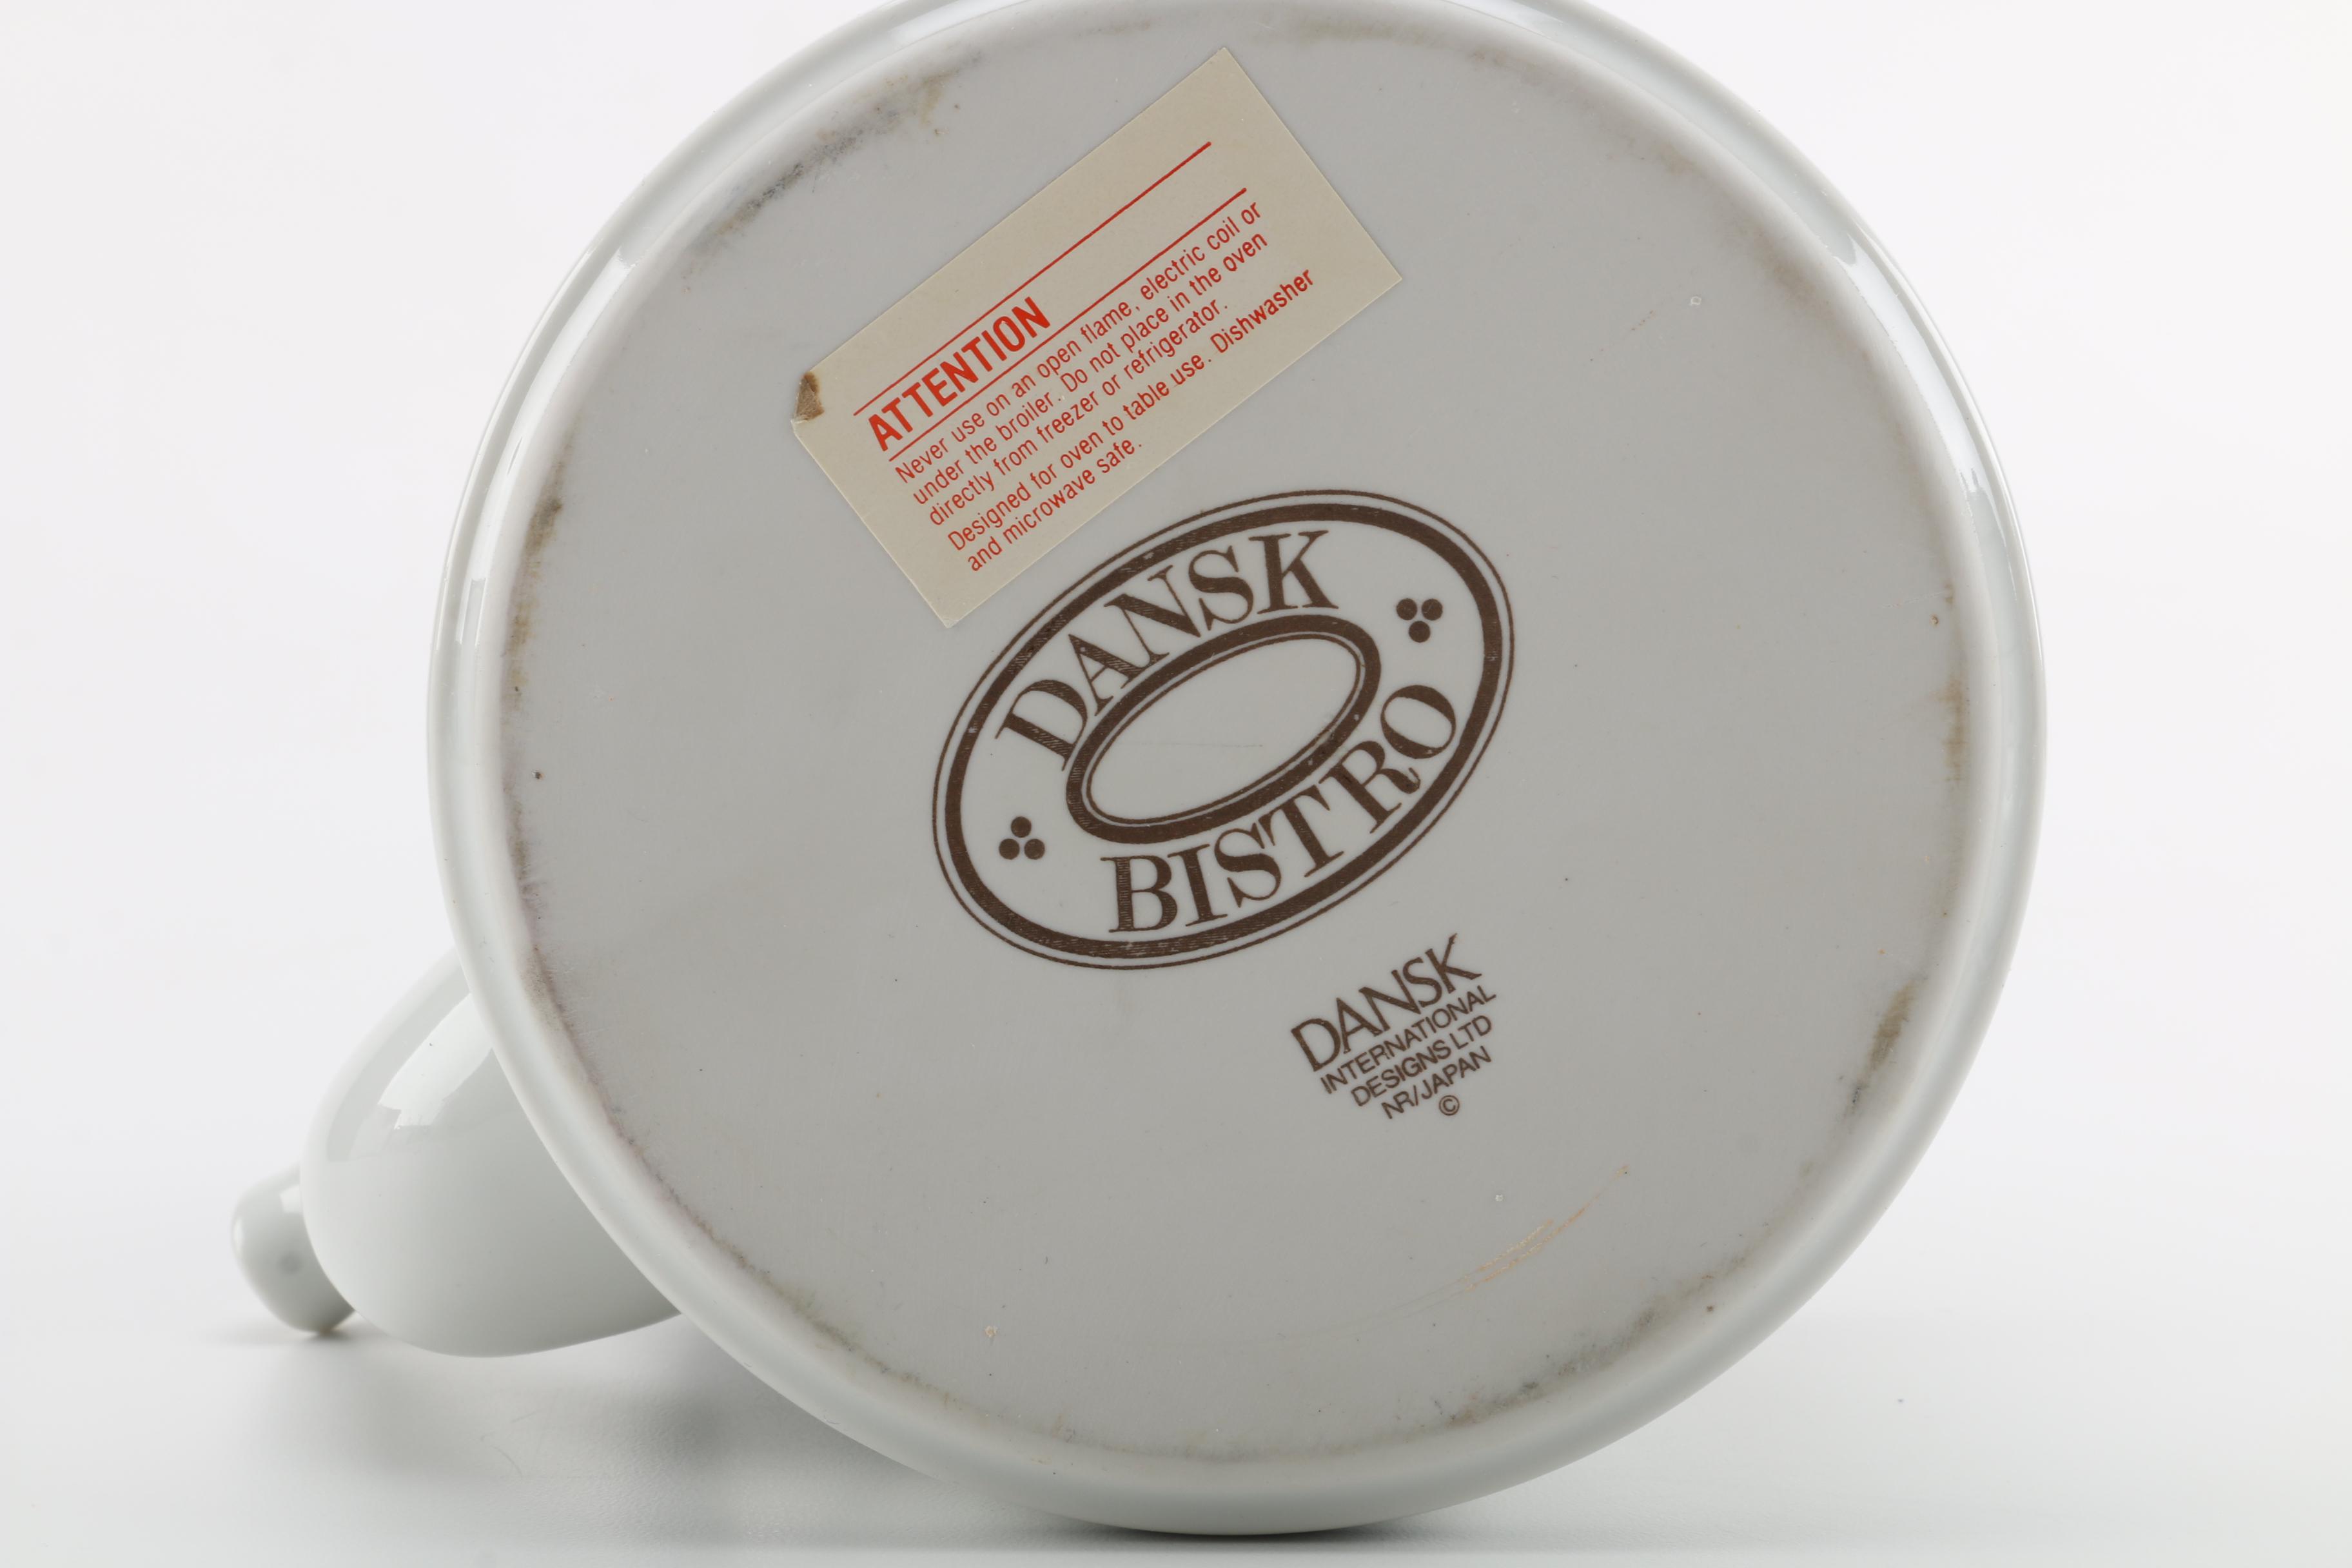 ATTENTION
Never use on an open flame, electric coil or
under the broiler. Do not place in the oven
directly from freezer or refrigerator.
Designed for oven to table use. Dishwasher
and microwave safe.
DANSK
BISTRO
DANSK
INTERNATIONAL
DESIGNS LTD
NR/JAPAN
©